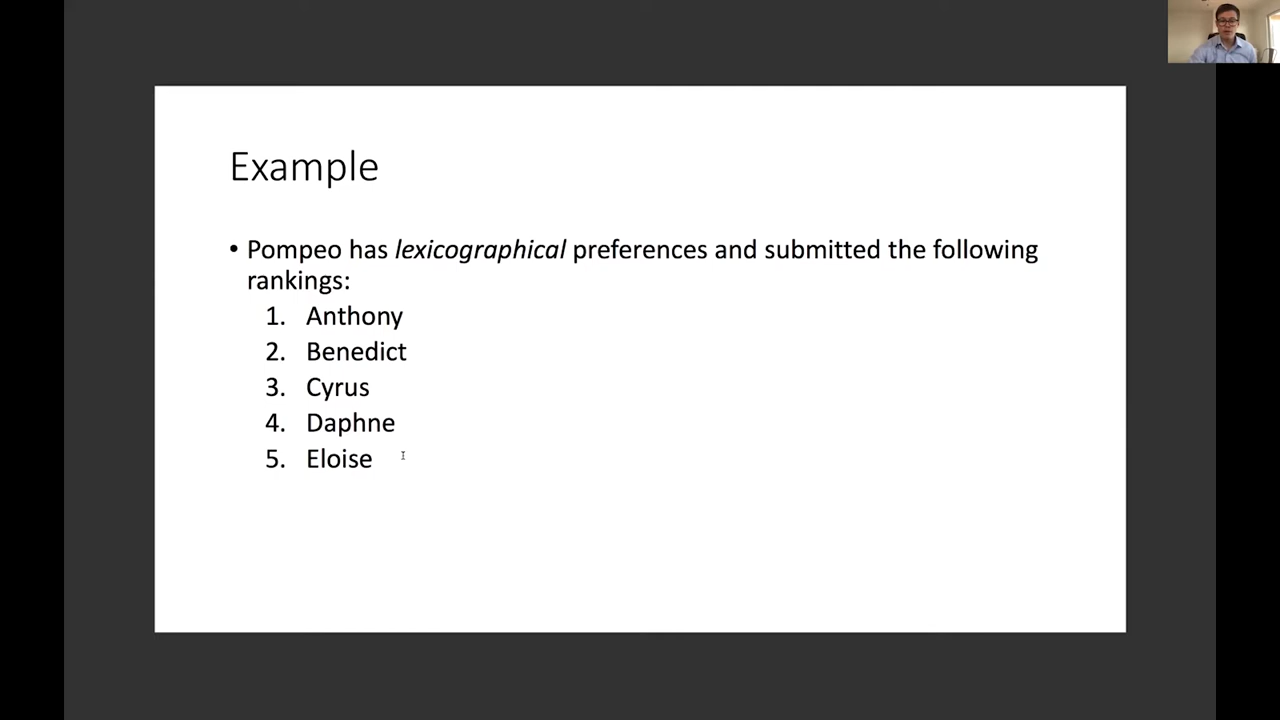 Example
• Pompeo has lexicographical preferences and submitted the following
rankings:
1. Anthony
2. Benedict
3. Cyrus
4. Daphne
5. Eloise